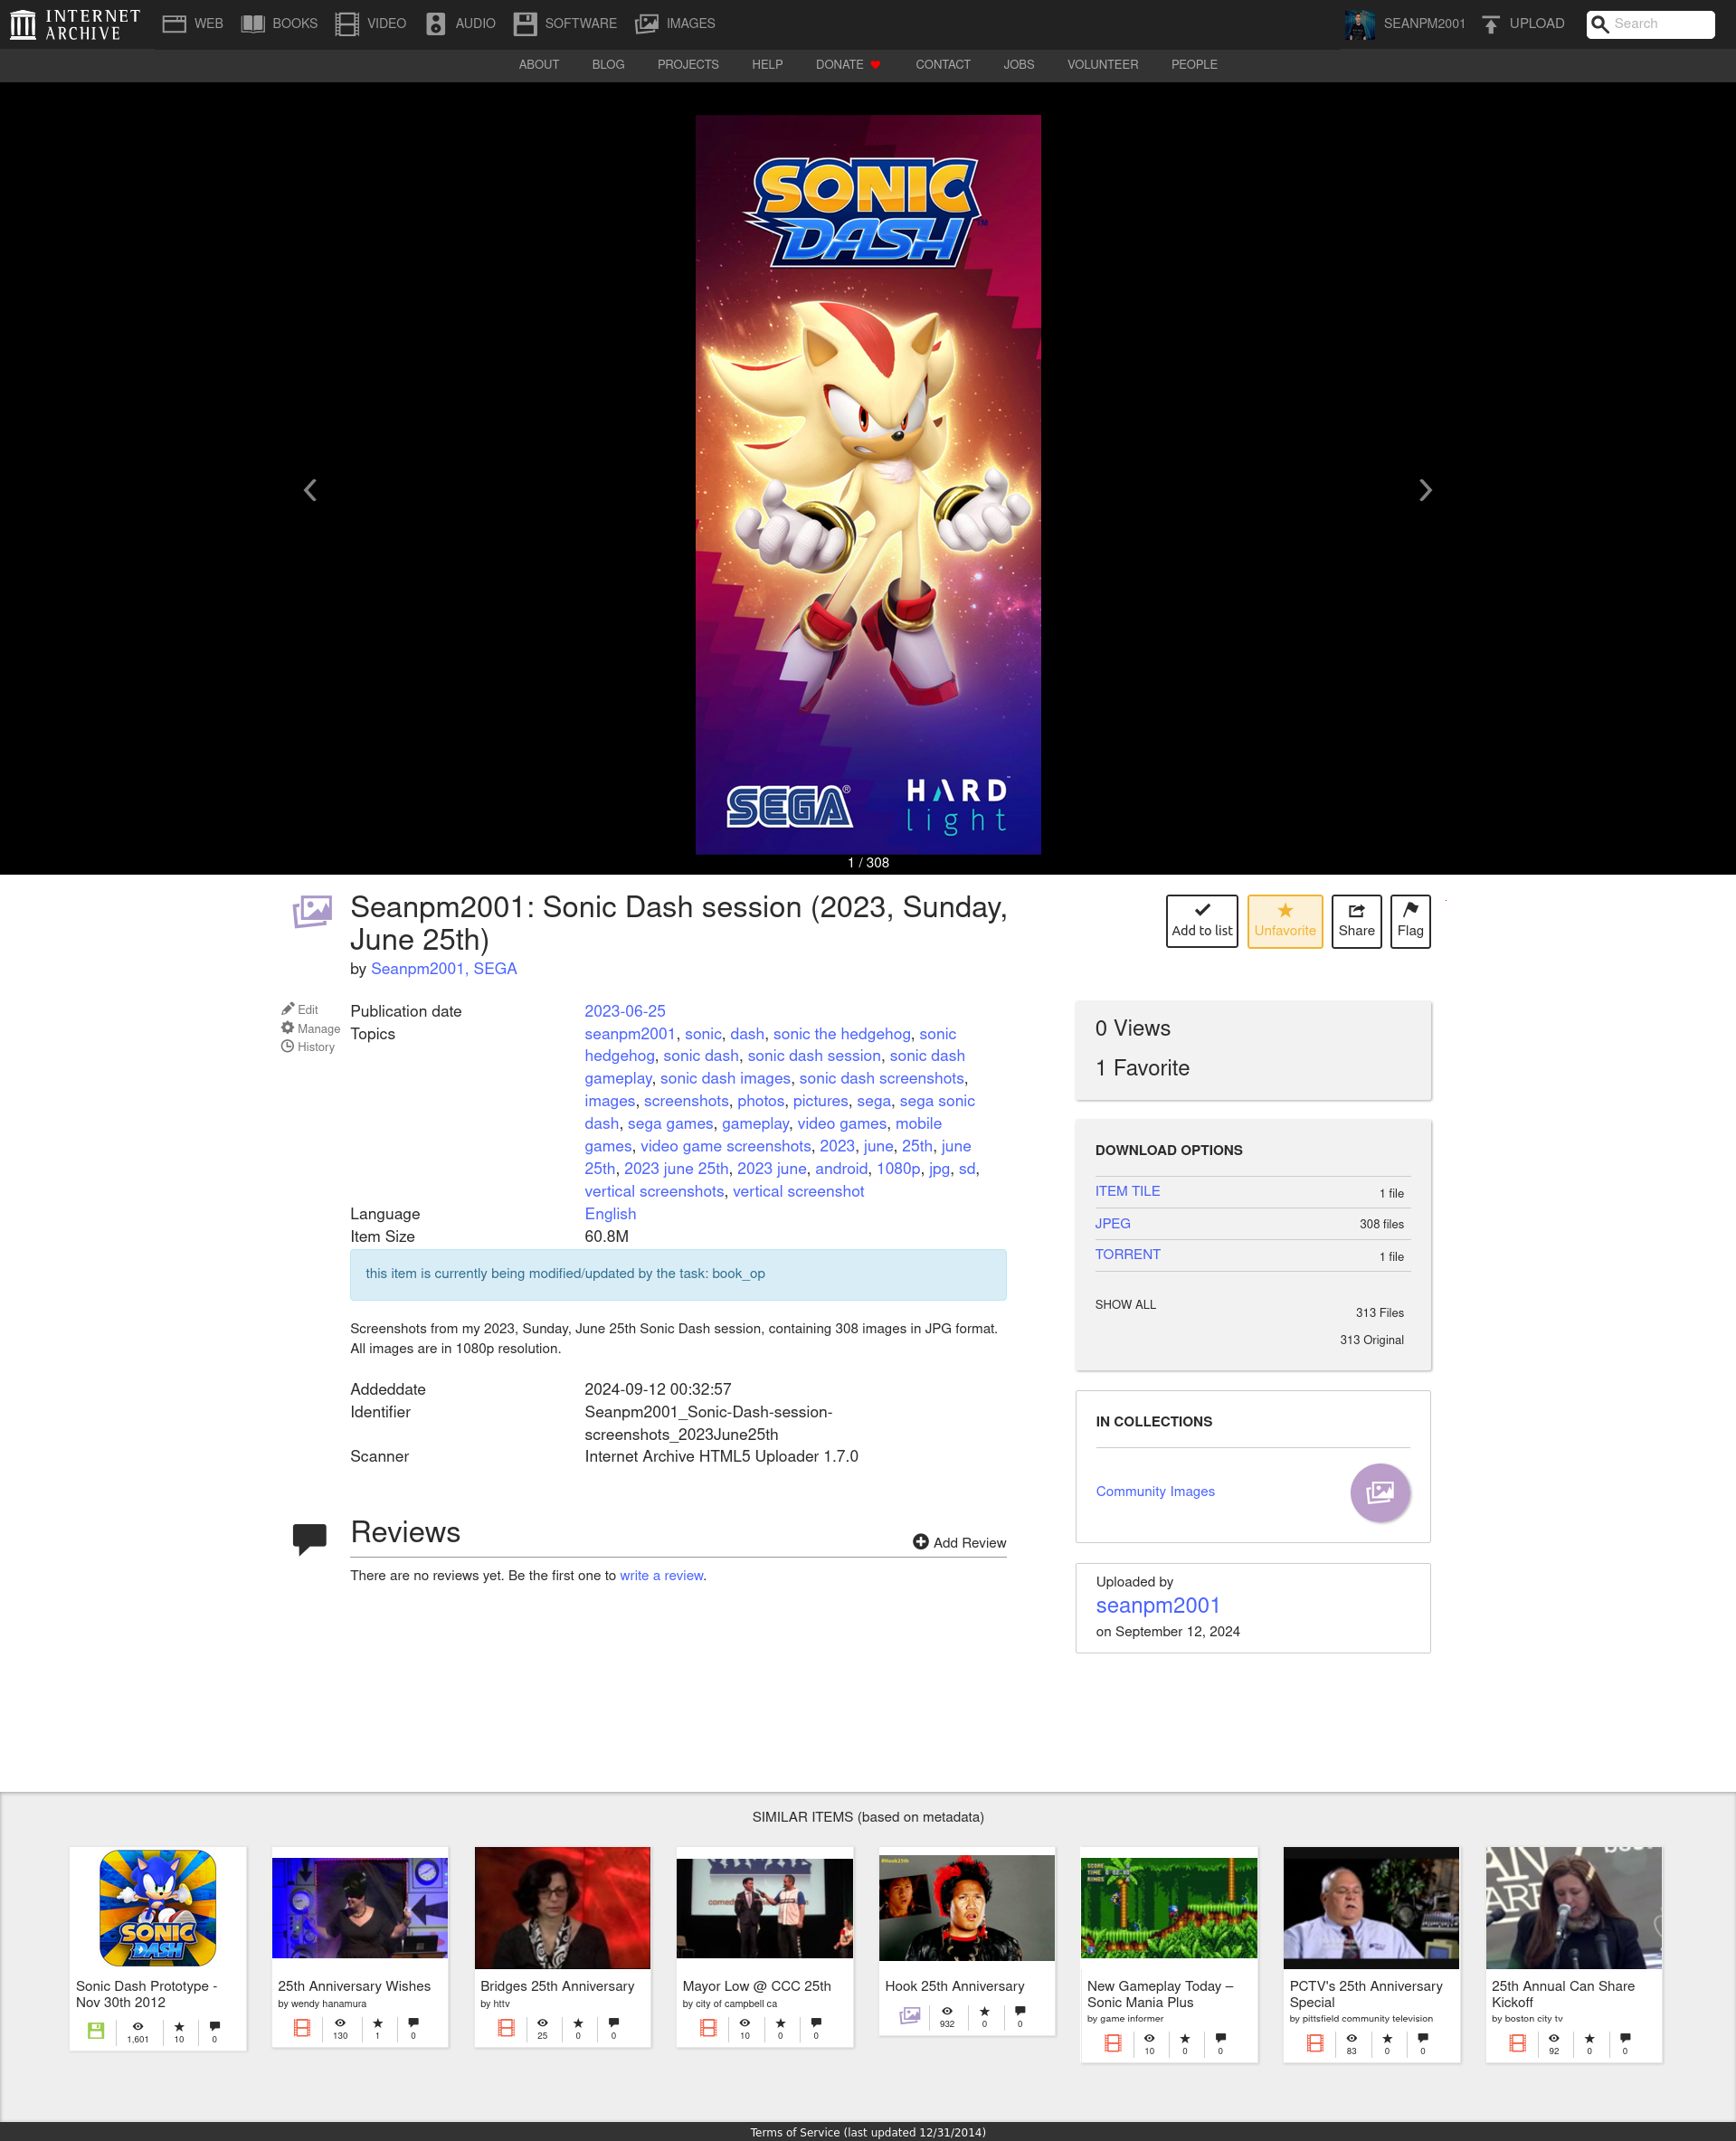 INTERNET ARCHIVE
WEB BOOKS VIDEO AUDIO SOFTWARE IMAGES SEANPM2001 UPLOAD Search
ABOUT BLOG PROJECTS HELP DONATE CONTACT JOBS VOLUNTEER PEOPLE
SONIC
DASH™
SEGA®
HARD
light
1 / 308
Seanpm2001: Sonic Dash session (2023, Sunday,
June 25th)
by Seanpm2001, SEGA
Add to list Unfavorite Share Flag
Edit
Manage
History
Publication date 2023-06-25
Topics seanpm2001, sonic, dash, sonic the hedgehog, sonic
hedgehog, sonic dash, sonic dash session, sonic dash
gameplay, sonic dash images, sonic dash screenshots,
images, screenshots, photos, pictures, sega, sega sonic
dash, sega games, gameplay, video games, mobile
games, video game screenshots, 2023, june, 25th, june
25th, 2023 june 25th, 2023 june, android, 1080p, jpg, sd,
vertical screenshots, vertical screenshot
Language English
Item Size 60.8M
this item is currently being modified/updated by the task: book_op
Screenshots from my 2023, Sunday, June 25th Sonic Dash session, containing 308 images in JPG format.
All images are in 1080p resolution.
Addeddate 2024-09-12 00:32:57
Identifier Seanpm2001_Sonic-Dash-session-
screenshots_2023June25th
Scanner Internet Archive HTML5 Uploader 1.7.0
Reviews
Add Review
There are no reviews yet. Be the first one to write a review.
0 Views
1 Favorite
DOWNLOAD OPTIONS
ITEM TILE 1 file
JPEG 308 files
TORRENT 1 file
SHOW ALL 313 Files
313 Original
IN COLLECTIONS
Community Images
Uploaded by
seanpm2001
on September 12, 2024
SIMILAR ITEMS (based on metadata)
SONIC
DASH
Sonic Dash Prototype -
Nov 30th 2012
1,601 10 0
25th Anniversary Wishes
by wendy hanamura
130 1 0
Bridges 25th Anniversary
by httv
25 0 0
Mayor Low @ CCC 25th
by city of campbell ca
10 0 0
Hook 25th Anniversary
932 0 0
SCORE
TIME
RINGS
New Gameplay Today –
Sonic Mania Plus
by game informer
10 0 0
PCTV's 25th Anniversary
Special
by pittsfield community television
83 0 0
25th Annual Can Share
Kickoff
by boston city tv
92 0 0
Terms of Service (last updated 12/31/2014)